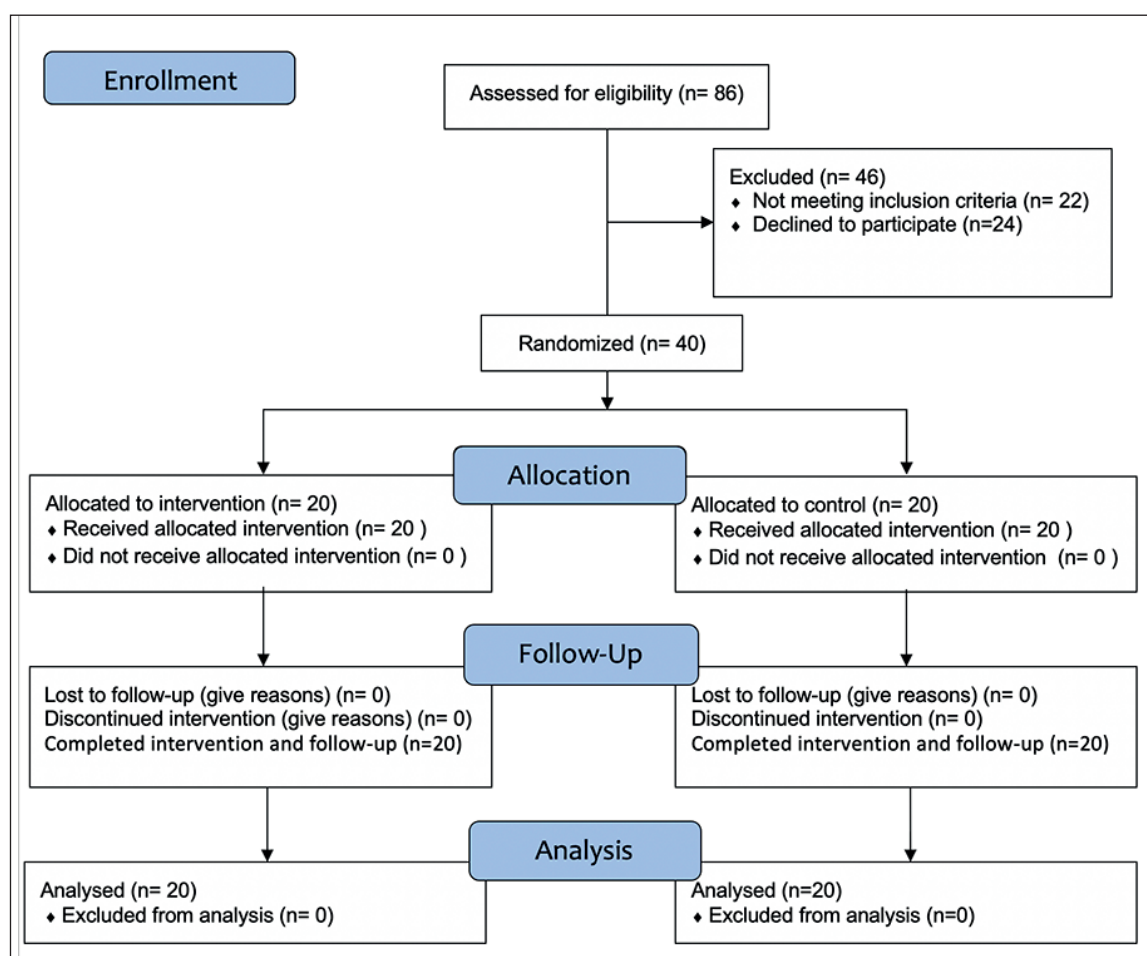 Enrollment
Assessed for eligibility (n= 86)
Excluded (n= 46)
♦ Not meeting inclusion criteria (n= 22)
♦ Declined to participate (n=24)
Randomized (n= 40)
Allocation
Allocated to intervention (n= 20)
♦ Received allocated intervention (n= 20 )
♦ Did not receive allocated intervention (n= 0 )
Allocated to control (n= 20)
♦ Received allocated intervention (n= 20 )
♦ Did not receive allocated intervention (n= 0 )
Follow-Up
Lost to follow-up (give reasons) (n= 0)
Discontinued intervention (give reasons) (n= 0)
Completed intervention and follow-up (n=20)
Lost to follow-up (give reasons) (n= 0)
Discontinued intervention (n= 0)
Completed intervention and follow-up (n=20)
Analysis
Analysed (n= 20)
♦ Excluded from analysis (n= 0)
Analysed (n=20)
♦ Excluded from analysis (n=0)